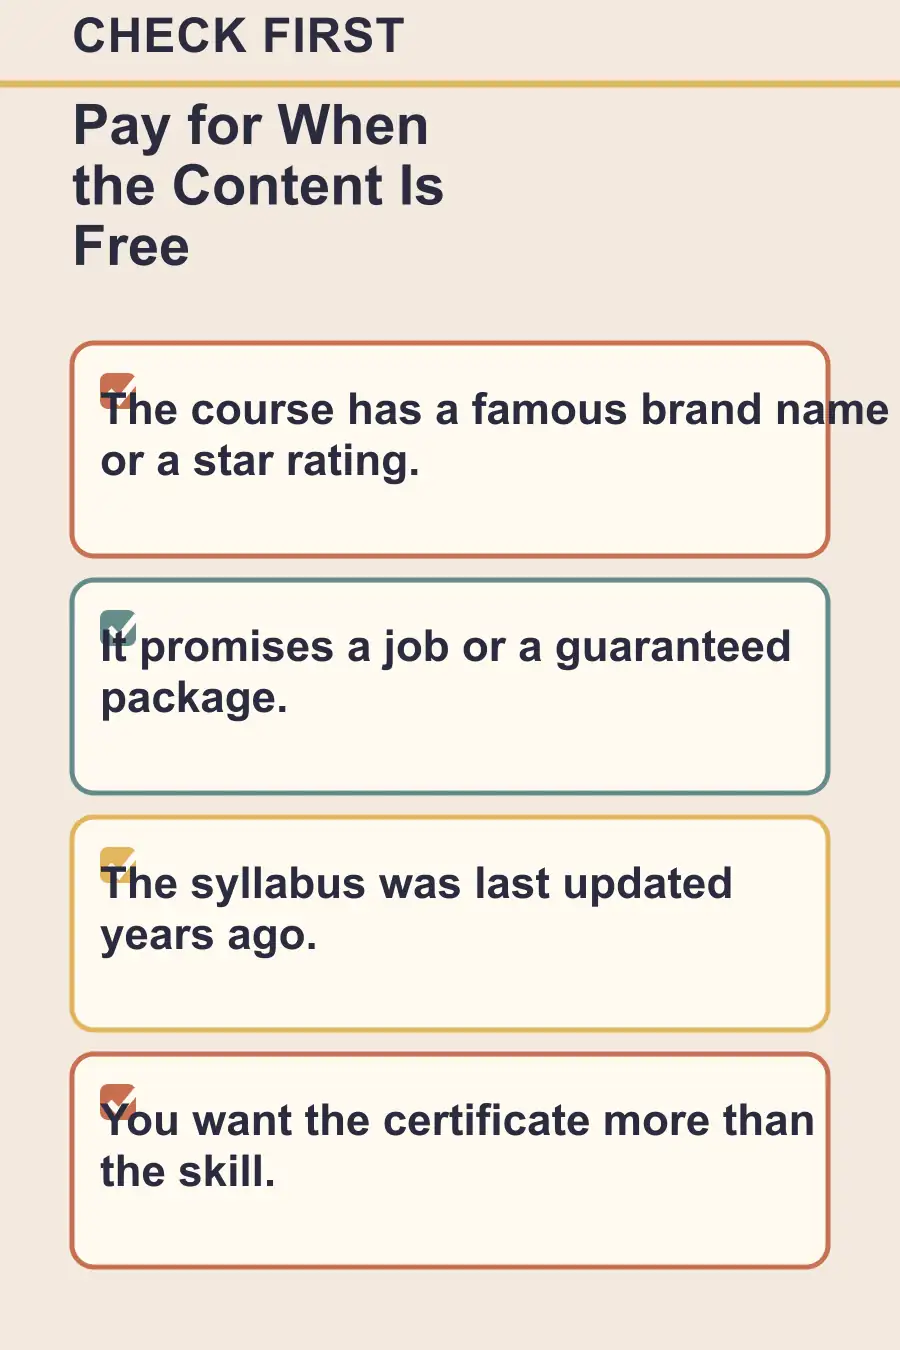 CHECK FIRST
Pay for When
the Content Is
Free
The course has a famous brand name
or a star rating.
It promises a job or a guaranteed
package.
The syllabus was last updated
years ago.
You want the certificate more than
the skill.